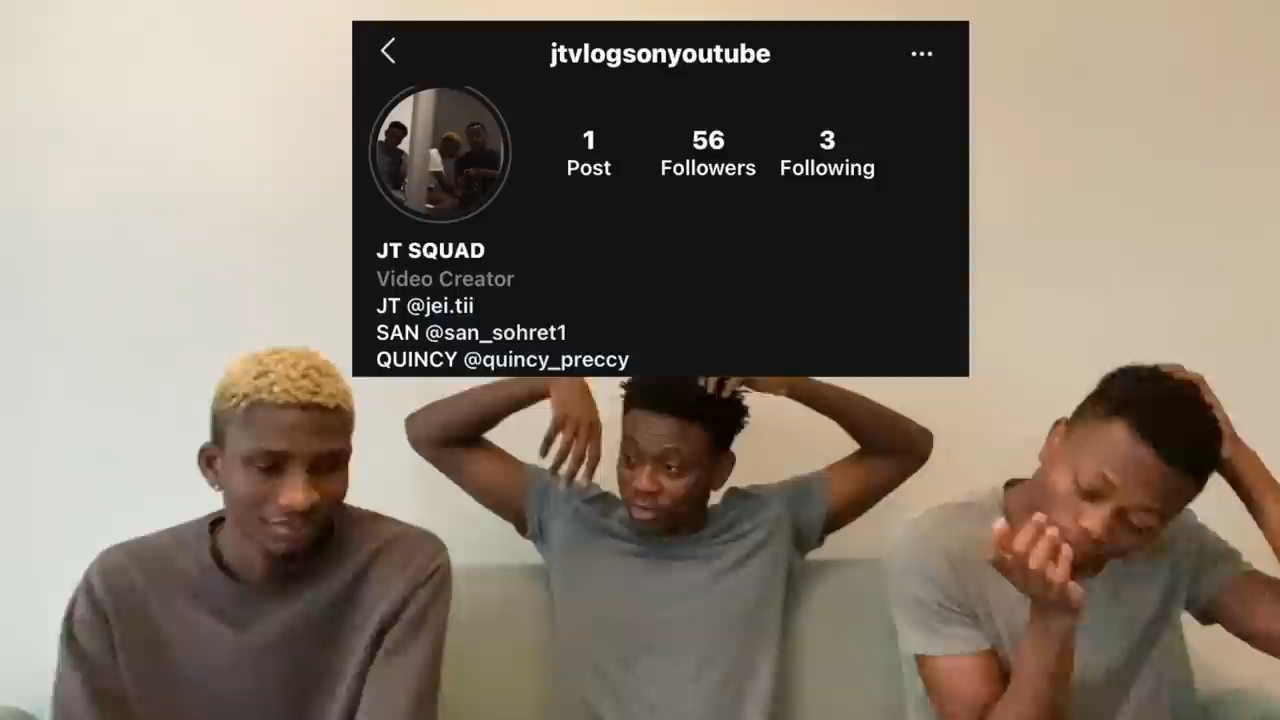 jtvlogsonyoutube
1 56 3
Post Followers Following
JT SQUAD
Video Creator
JT @jei.tii
SAN @san_sohret1
QUINCY @quincy_preccy